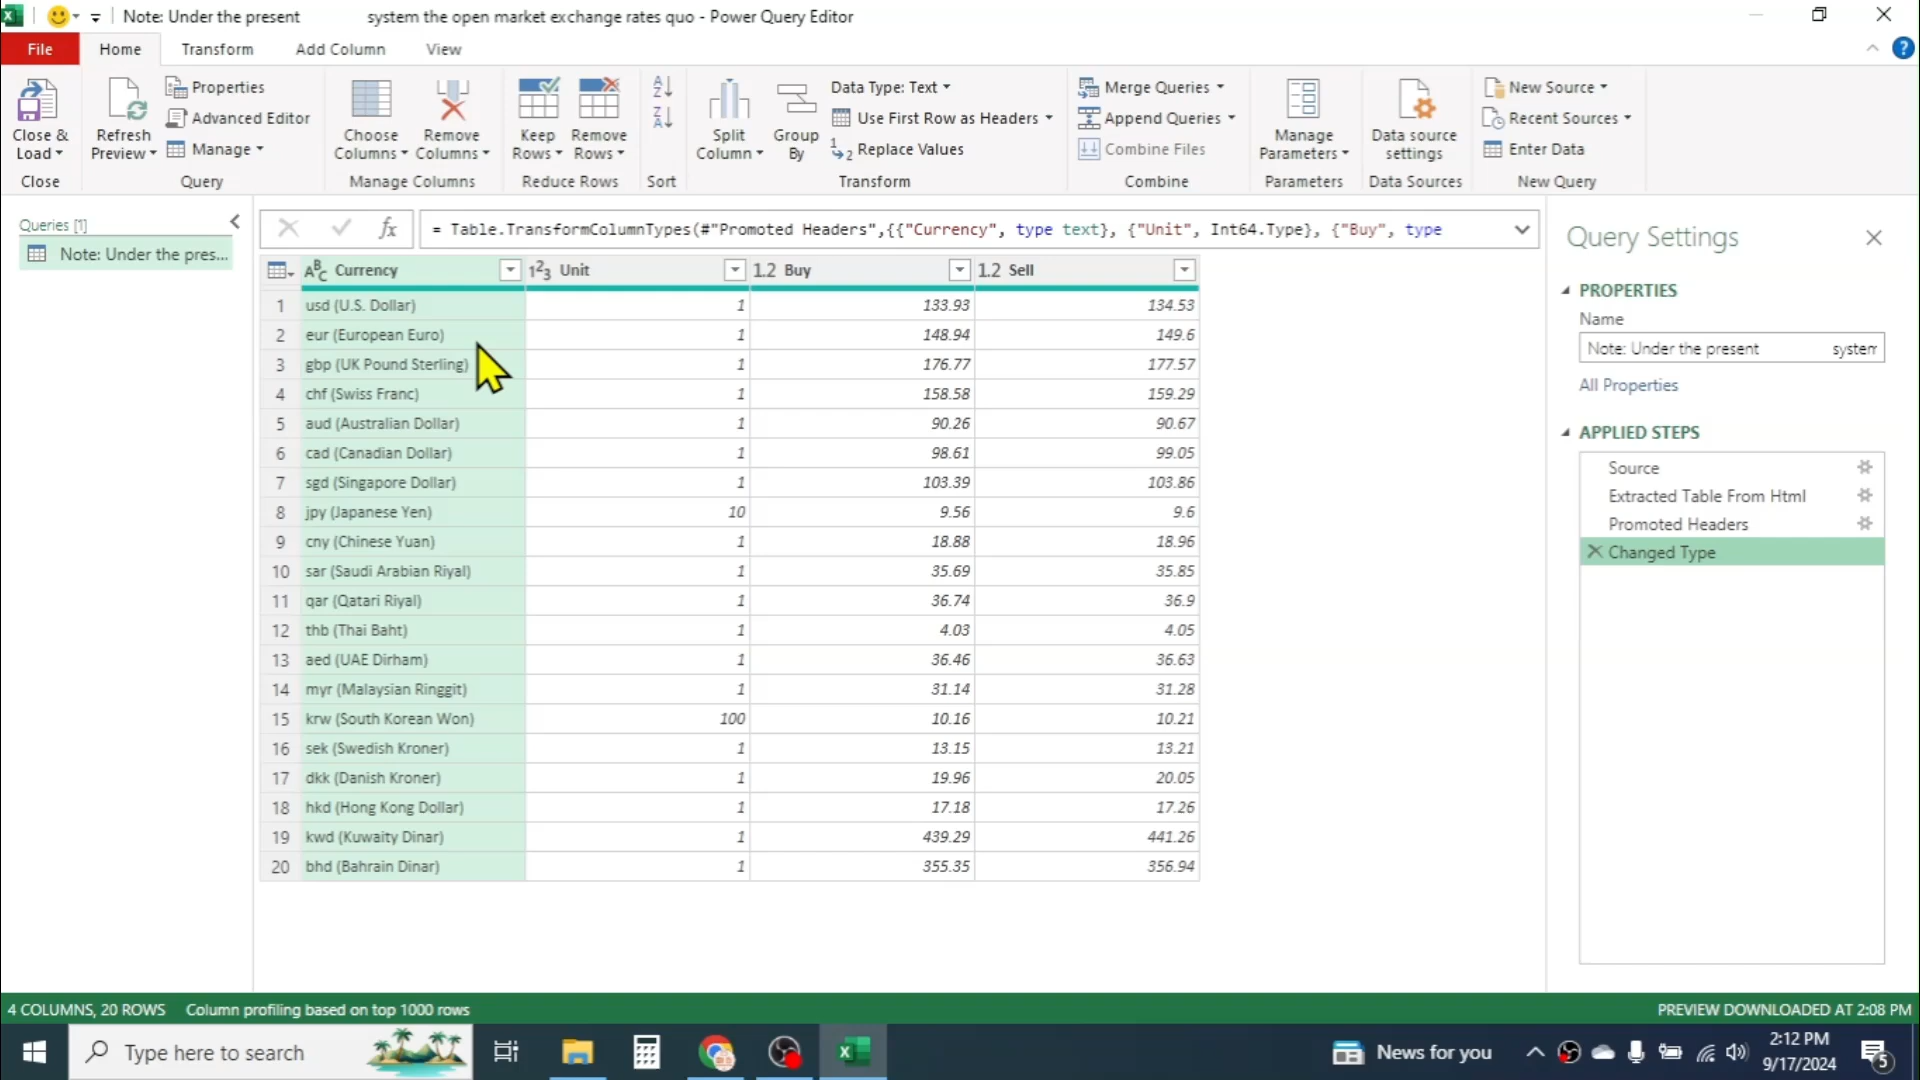 Note: Under the present system the open market exchange rates quo - Power Query Editor
File Home Transform Add Column View
Close & Load
Close
Refresh Preview
Properties
Advanced Editor
Manage
Query
Choose Columns
Remove Columns
Manage Columns
Keep Rows
Remove Rows
Reduce Rows
Sort
Split Column
Group By
Data Type: Text
Use First Row as Headers
Replace Values
Transform
Merge Queries
Append Queries
Combine Files
Combine
Manage Parameters
Parameters
Data source settings
Data Sources
New Source
Recent Sources
Enter Data
New Query
Queries [1]
Note: Under the pres...
fx = Table.TransformColumnTypes(#"Promoted Headers",{{"Currency", type text}, {"Unit", Int64.Type}, {"Buy", type
ABC Currency 123 Unit 1.2 Buy 1.2 Sell
1 usd (U.S. Dollar) 1 133.93 134.53
2 eur (European Euro) 1 148.94 149.6
3 gbp (UK Pound Sterling) 1 176.77 177.57
4 chf (Swiss Franc) 1 158.58 159.29
5 aud (Australian Dollar) 1 90.26 90.67
6 cad (Canadian Dollar) 1 98.61 99.05
7 sgd (Singapore Dollar) 1 103.39 103.86
8 jpy (Japanese Yen) 10 9.56 9.6
9 cny (Chinese Yuan) 1 18.88 18.96
10 sar (Saudi Arabian Riyal) 1 35.69 35.85
11 qar (Qatari Riyal) 1 36.74 36.9
12 thb (Thai Baht) 1 4.03 4.05
13 aed (UAE Dirham) 1 36.46 36.63
14 myr (Malaysian Ringgit) 1 31.14 31.28
15 krw (South Korean Won) 100 10.16 10.21
16 sek (Swedish Kroner) 1 13.15 13.21
17 dkk (Danish Kroner) 1 19.96 20.05
18 hkd (Hong Kong Dollar) 1 17.18 17.26
19 kwd (Kuwaity Dinar) 1 439.29 441.26
20 bhd (Bahrain Dinar) 1 355.35 356.94
Query Settings
PROPERTIES
Name
Note: Under the present system
All Properties
APPLIED STEPS
Source
Extracted Table From Html
Promoted Headers
Changed Type
4 COLUMNS, 20 ROWS Column profiling based on top 1000 rows PREVIEW DOWNLOADED AT 2:08 PM
Type here to search
News for you
2:12 PM
9/17/2024
5